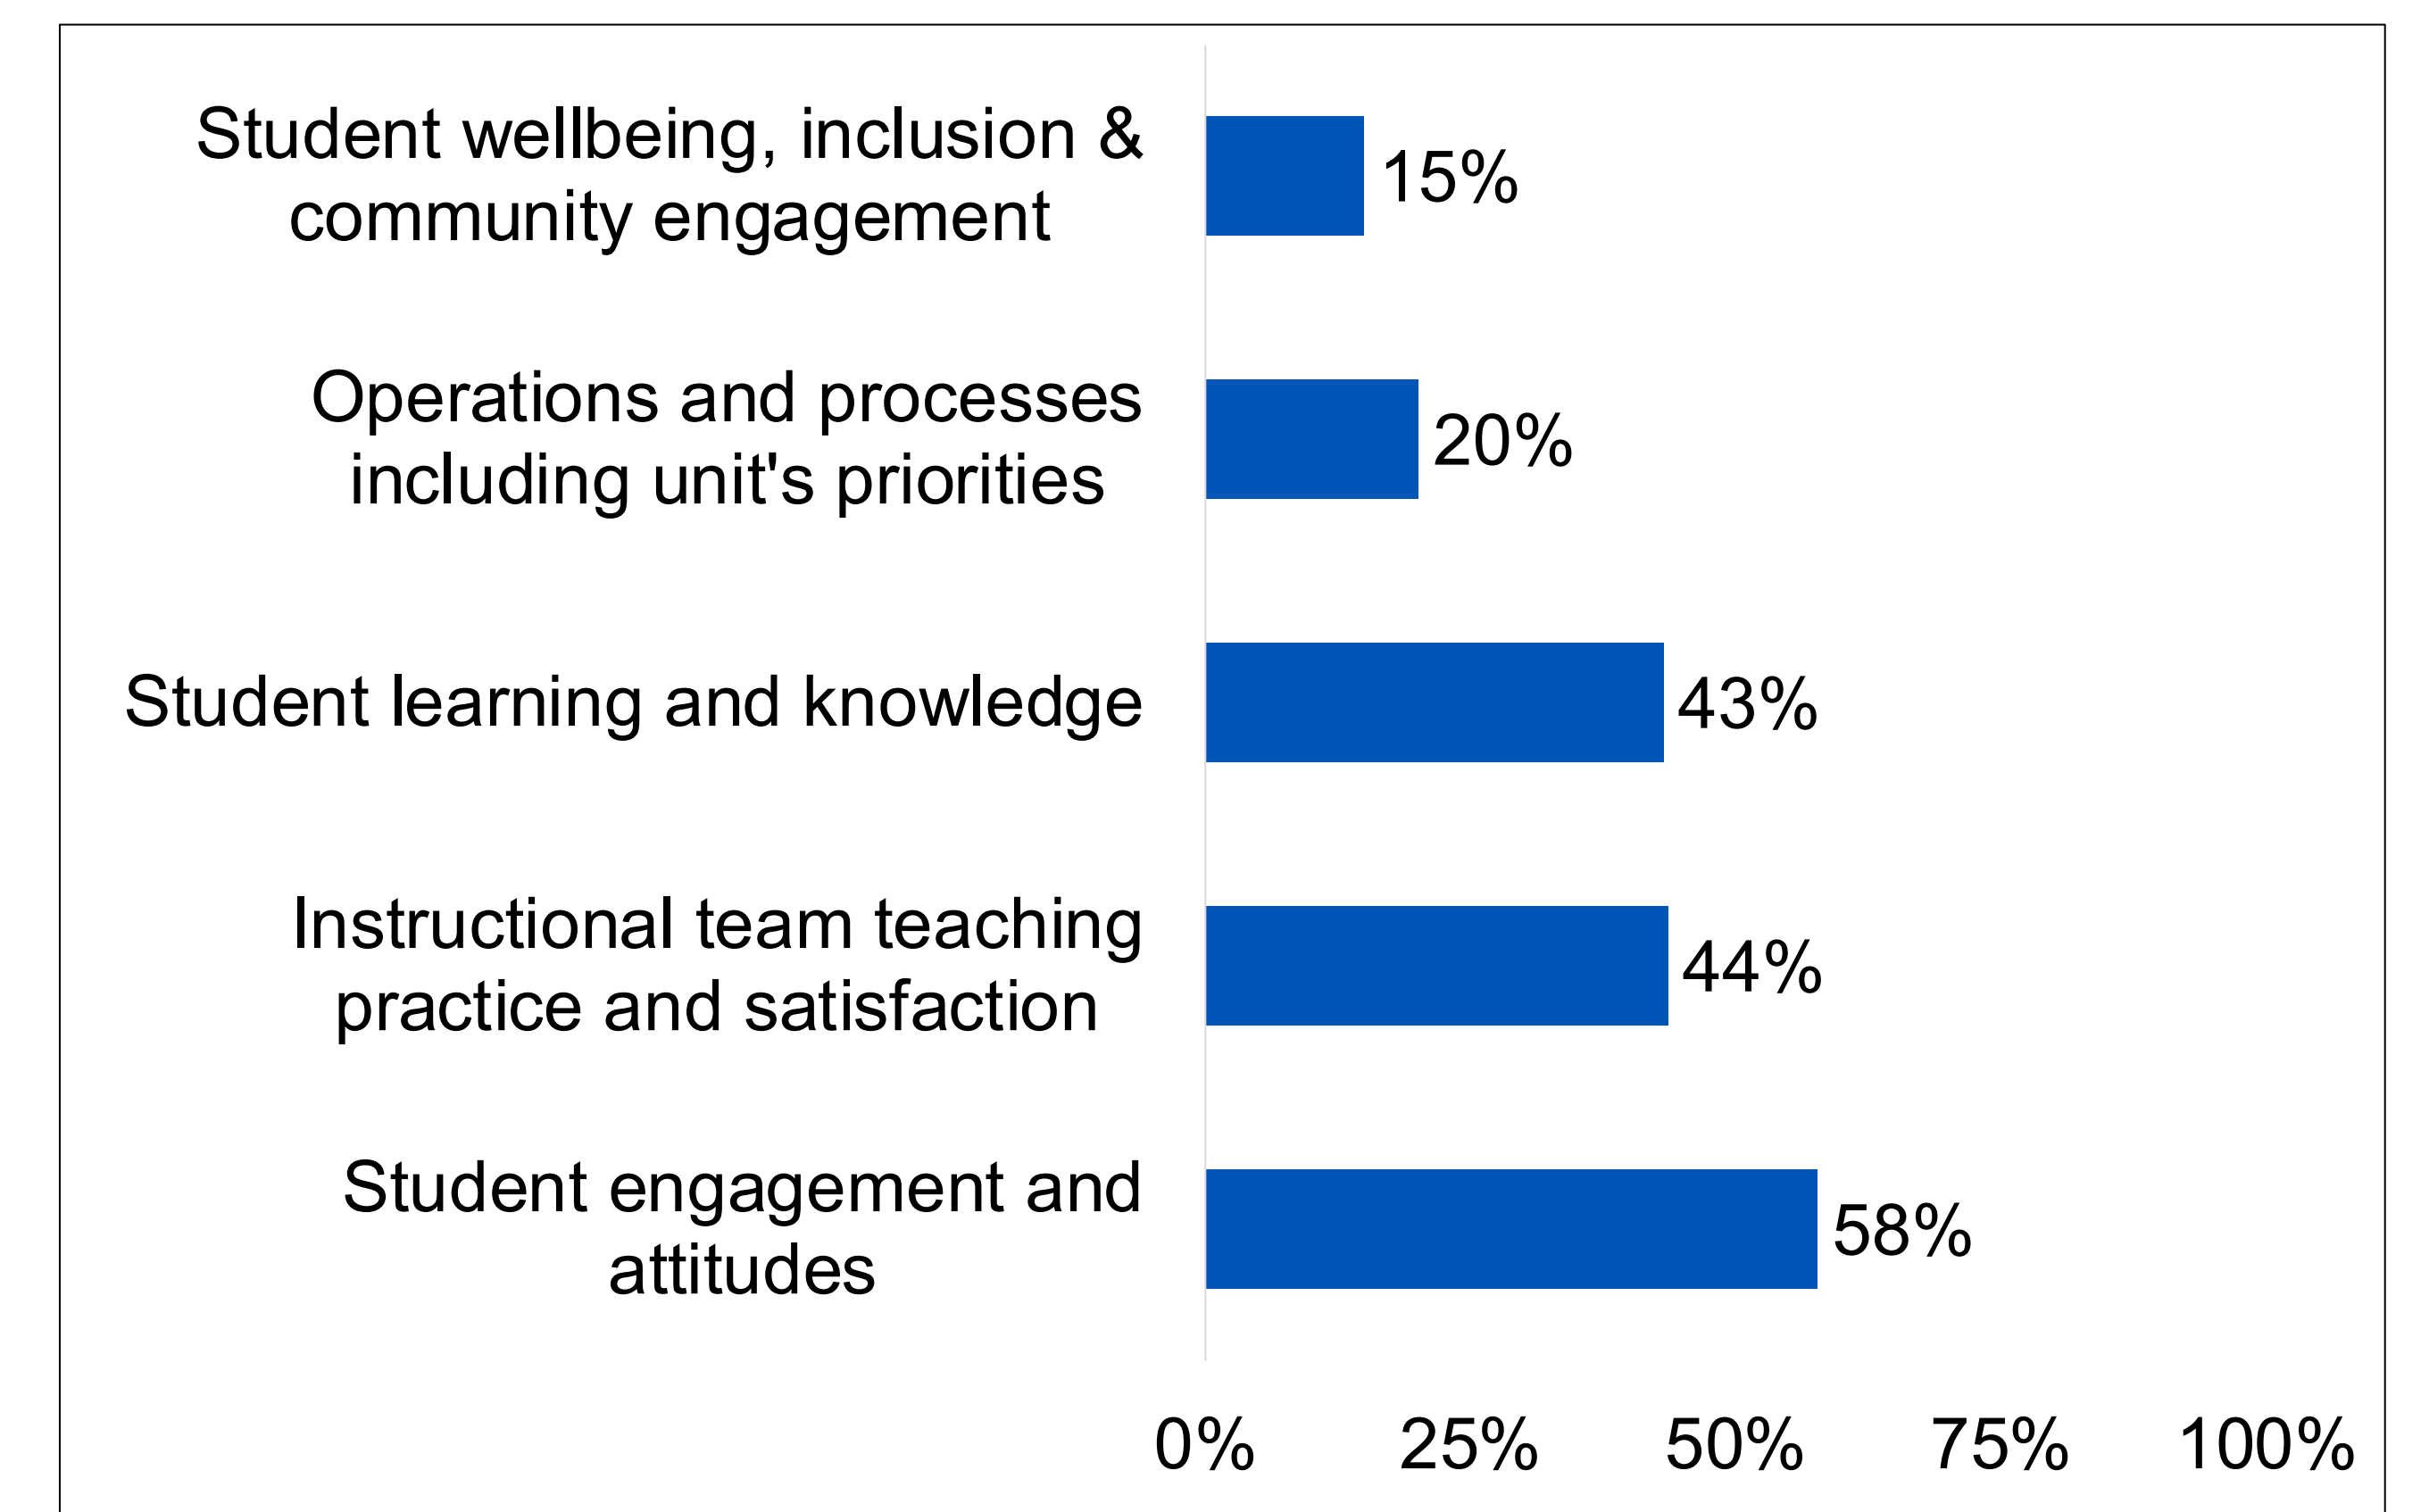 Student wellbeing, inclusion &
community engagement
15%
Operations and processes
including unit's priorities
20%
Student learning and knowledge
43%
Instructional team teaching
practice and satisfaction
44%
Student engagement and
attitudes
58%
0% 25% 50% 75% 100%